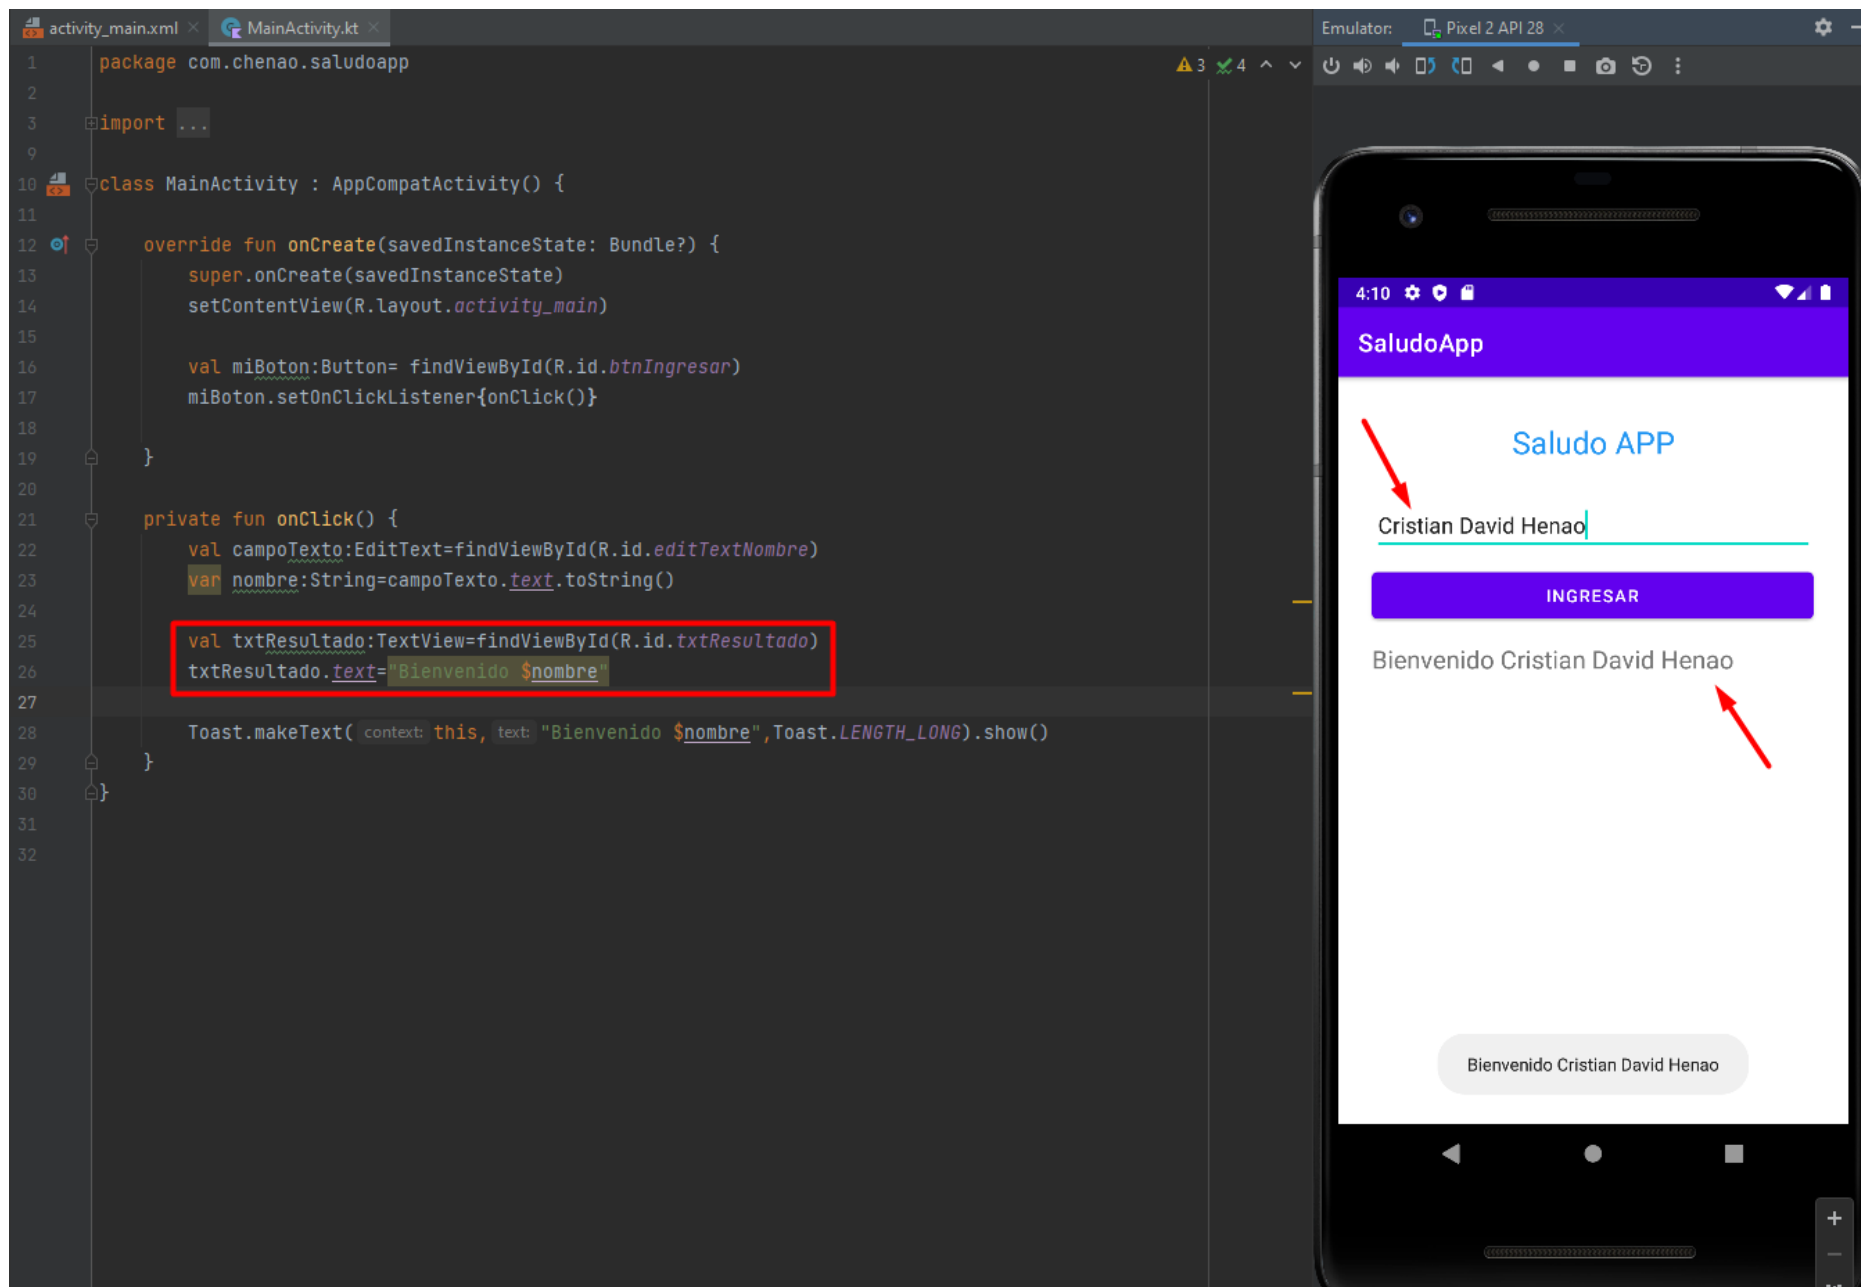 activity_main.xml
MainActivity.kt
1 package com.chenao.saludoapp
3 4
2
3 import ...
9
10 class MainActivity : AppCompatActivity() {
11
12 override fun onCreate(savedInstanceState: Bundle?) {
13 super.onCreate(savedInstanceState)
14 setContentView(R.layout.activity_main)
15
16 val miBoton:Button= findViewById(R.id.btnIngresar)
17 miBoton.setOnClickListener{onClick()}
18
19 }
20
21 private fun onClick() {
22 val campoTexto:EditText=findViewById(R.id.editTextNombre)
23 var nombre:String=campoTexto.text.toString()
24
25 val txtResultado:TextView=findViewById(R.id.txtResultado)
26 txtResultado.text="Bienvenido $nombre"
27
28 Toast.makeText( context: this, text: "Bienvenido $nombre",Toast.LENGTH_LONG).show()
29 }
30 }
31
32
Emulator: Pixel 2 API 28
4:10
SaludoApp
Saludo APP
Cristian David Henao
INGRESAR
Bienvenido Cristian David Henao
Bienvenido Cristian David Henao